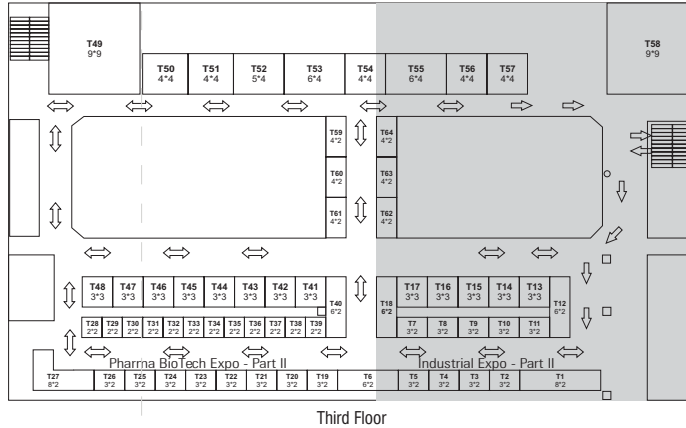 T49
9*9
T50
4*4
T51
4*4
T52
5*4
T53
6*4
T54
4*4
T55
6*4
T56
4*4
T57
4*4
T58
9*9
T59
4*2
T64
4*2
T60
4*2
T63
4*2
T61
4*2
T62
4*2
T48
3*3
T47
3*3
T46
3*3
T45
3*3
T44
3*3
T43
3*3
T42
3*3
T41
3*3
T40
6*2
T18
6*2
T17
3*3
T16
3*3
T15
3*3
T14
3*3
T13
3*3
T12
6*2
T28
2*2
T29
2*2
T30
2*2
T31
2*2
T32
2*2
T33
2*2
T34
2*2
T35
2*2
T36
2*2
T37
2*2
T38
2*2
T39
2*2
T7
3*2
T8
3*2
T9
3*2
T10
3*2
T11
3*2
Pharma BioTech Expo - Part II
Industrial Expo - Part II
T27
8*2
T26
3*2
T25
3*2
T24
3*2
T23
3*2
T22
3*2
T21
3*2
T20
3*2
T19
3*2
T6
6*2
T5
3*2
T4
3*2
T3
3*2
T2
3*2
T1
8*2
Third Floor